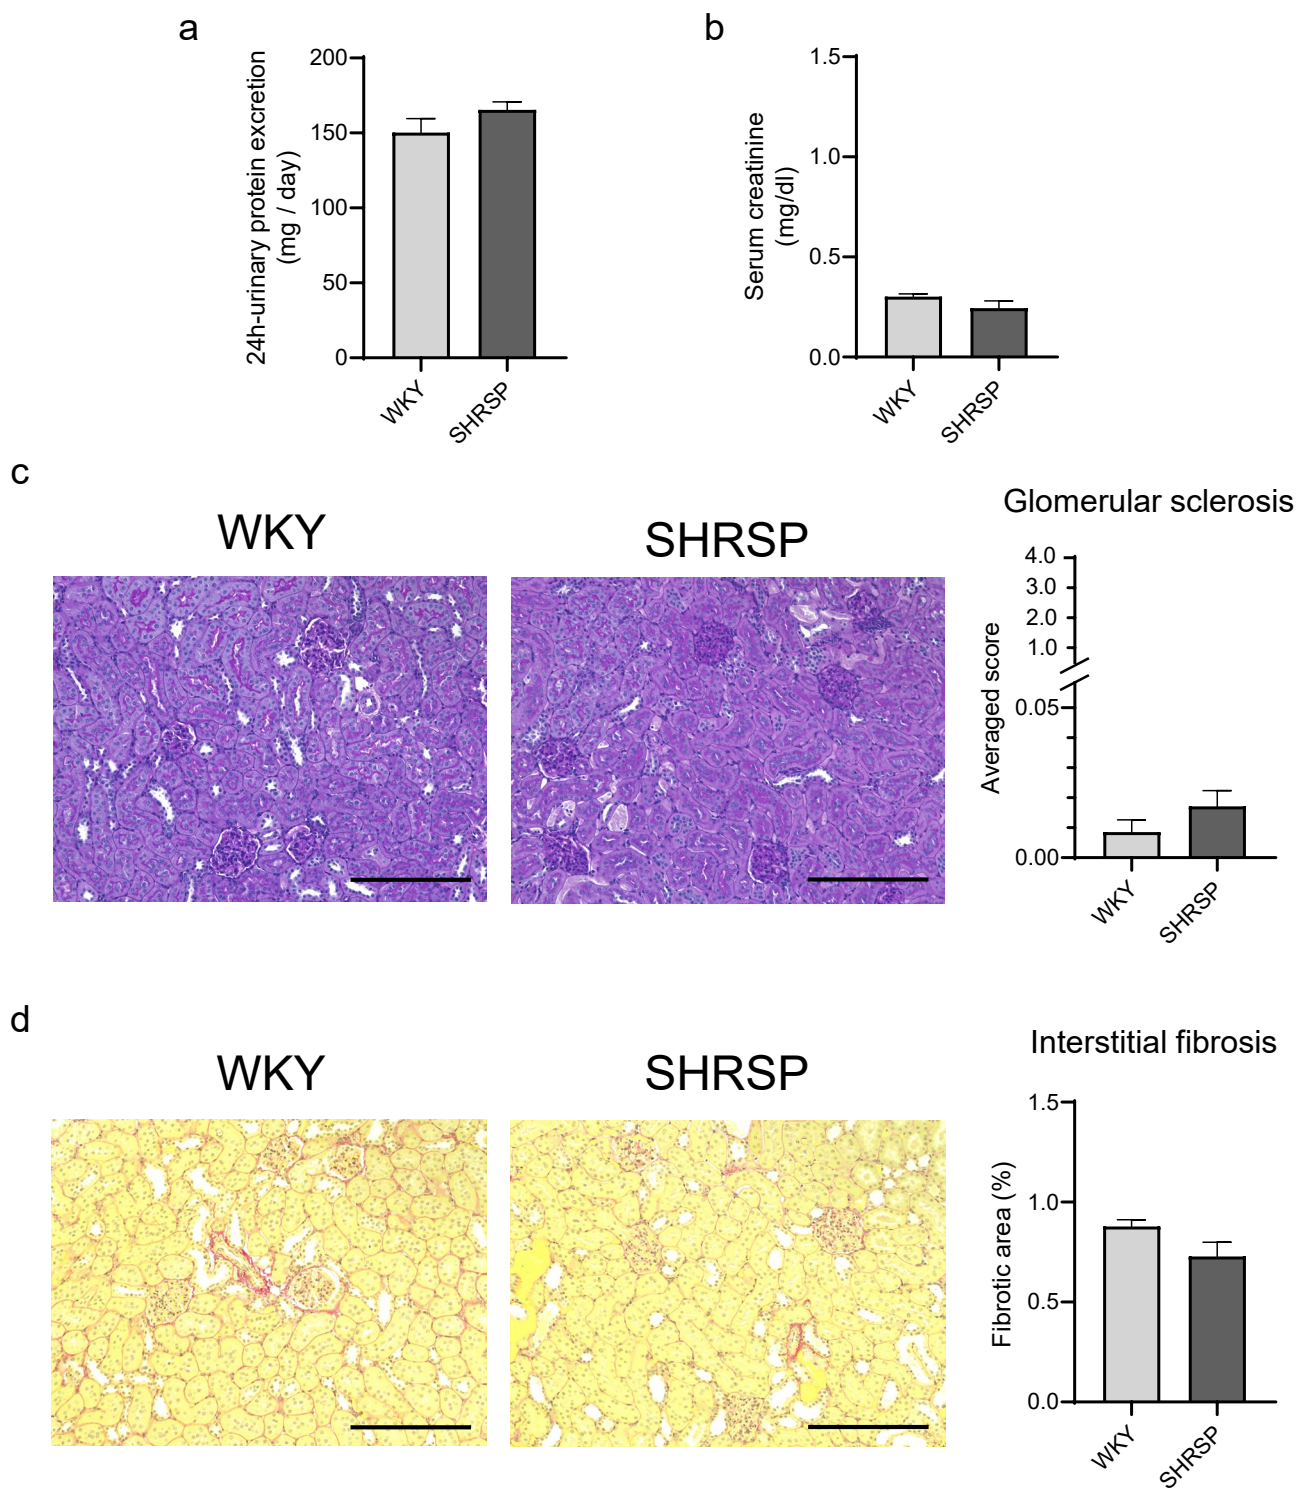 a
24h-urinary protein excretion
(mg / day)
200
150
100
50
0
WKY
SHRSP
b
Serum creatinine
(mg/dl)
1.5
1.0
0.5
0.0
WKY
SHRSP
c
WKY
SHRSP
Glomerular sclerosis
Averaged score
4.0
3.0
2.0
1.0
0.05
0.00
WKY
SHRSP
d
WKY
SHRSP
Interstitial fibrosis
Fibrotic area (%)
1.5
1.0
0.5
0.0
WKY
SHRSP